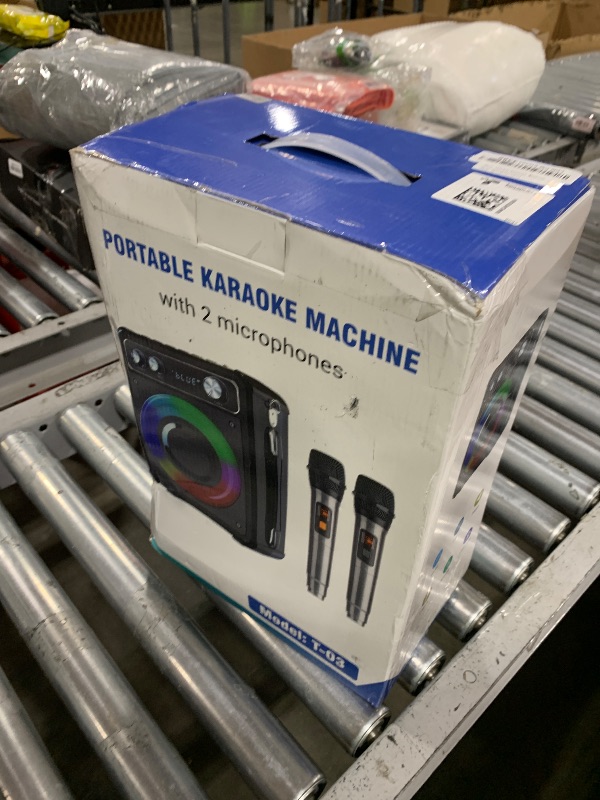 PORTABLE KARAOKE MACHINE
with 2 microphones
BLUE
Model: T-03